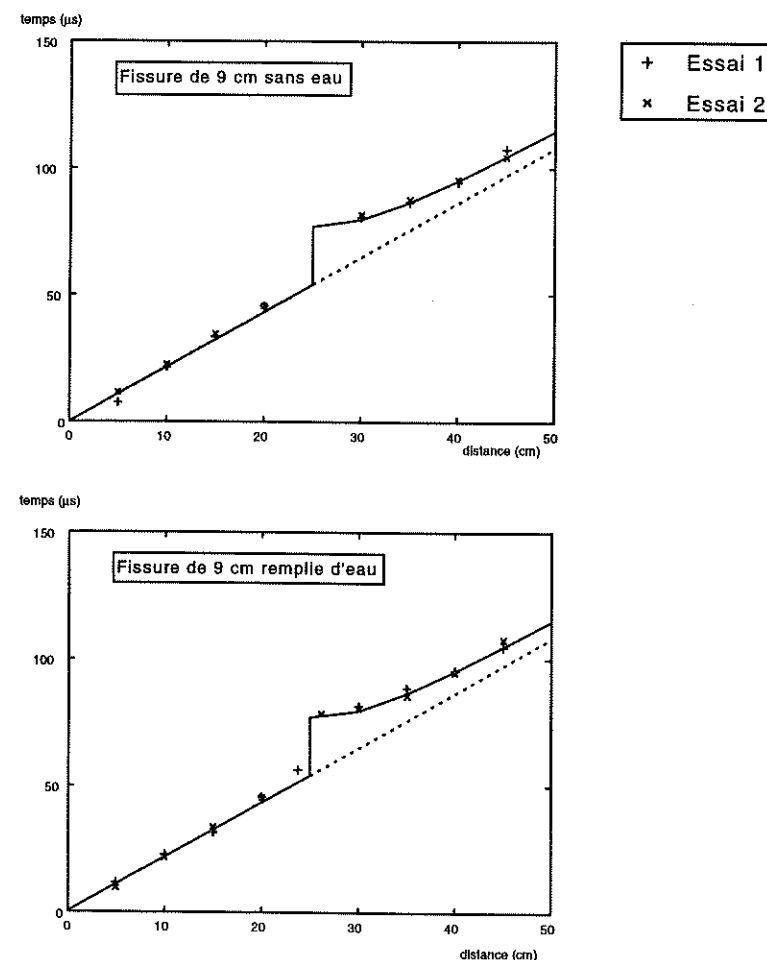 temps (µs)
150
Fissure de 9 cm sans eau
+ Essai 1
× Essai 2
100
50
0
0 10 20 30 40 50
distance (cm)
temps (µs)
150
Fissure de 9 cm remplie d'eau
100
50
0
0 10 20 30 40 50
distance (cm)